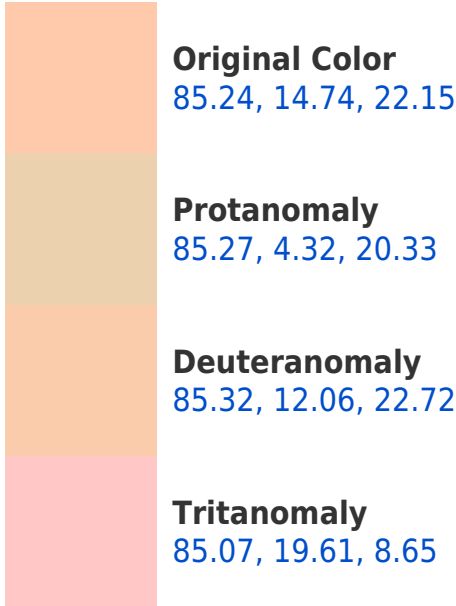 Original Color
85.24, 14.74, 22.15
Protanomaly
85.27, 4.32, 20.33
Deuteranomaly
85.32, 12.06, 22.72
Tritanomaly
85.07, 19.61, 8.65